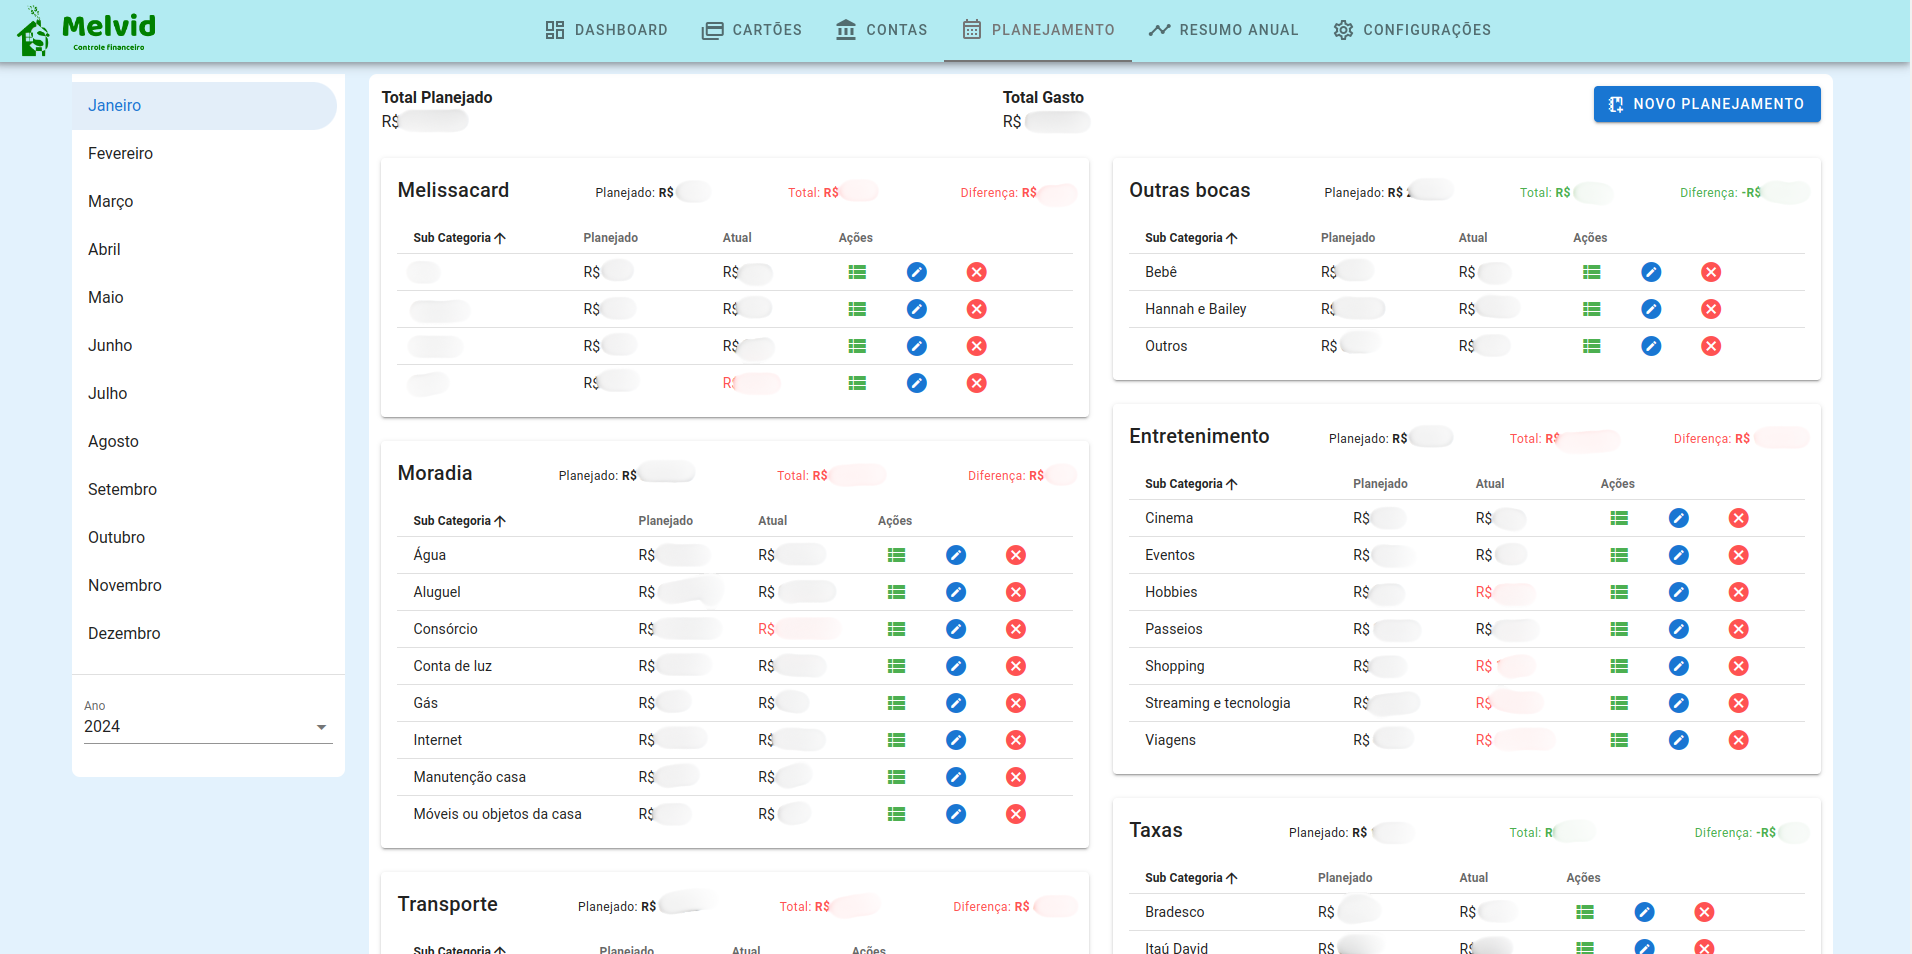 Melvid
Controle financeiro
DASHBOARD
CARTÕES
CONTAS
PLANEJAMENTO
RESUMO ANUAL
CONFIGURAÇÕES
Janeiro
Fevereiro
Março
Abril
Maio
Junho
Julho
Agosto
Setembro
Outubro
Novembro
Dezembro
Ano
2024
Total Planejado
R$
Total Gasto
R$
NOVO PLANEJAMENTO
Melissacard Planejado: R$ Total: R$ Diferença: R$
Sub Categoria Planejado Atual Ações
R$ R$
R$ R$
R$ R$
R$ R$
Moradia Planejado: R$ Total: R$ Diferença: R$
Sub Categoria Planejado Atual Ações
Água R$ R$
Aluguel R$ R$
Consórcio R$ R$
Conta de luz R$ R$
Gás R$ R$
Internet R$ R$
Manutenção casa R$ R$
Móveis ou objetos da casa R$ R$
Transporte Planejado: R$ Total: R$ Diferença: R$
Sub Categoria Planejado Atual Ações
Outras bocas Planejado: R$ Total: R$ Diferença: -R$
Sub Categoria Planejado Atual Ações
Bebê R$ R$
Hannah e Bailey R$ R$
Outros R$ R$
Entretenimento Planejado: R$ Total: R$ Diferença: R$
Sub Categoria Planejado Atual Ações
Cinema R$ R$
Eventos R$ R$
Hobbies R$ R$
Passeios R$ R$
Shopping R$ R$
Streaming e tecnologia R$ R$
Viagens R$ R$
Taxas Planejado: R$ Total: R Diferença: -R$
Sub Categoria Planejado Atual Ações
Bradesco R$ R$
Itaú David R$ R$